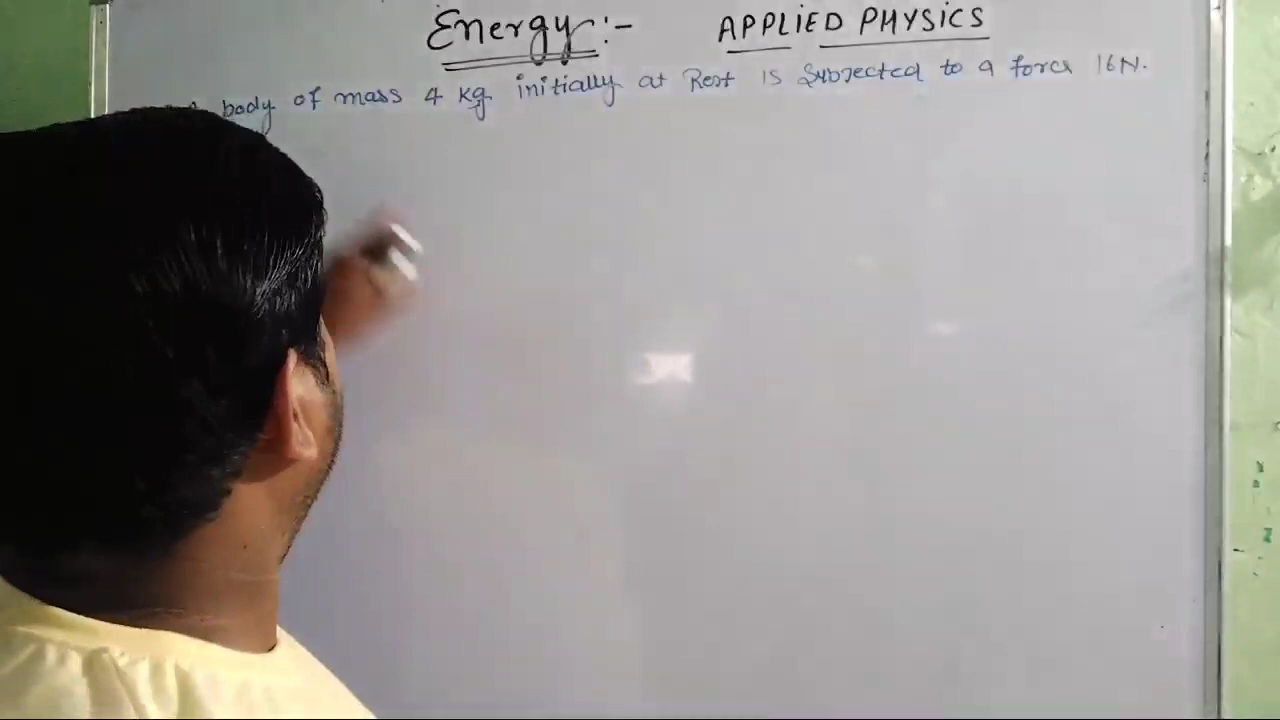 Energy:- APPLIED PHYSICS
body of mass 4 kg initially at Rest is Subjected to a force 16N.